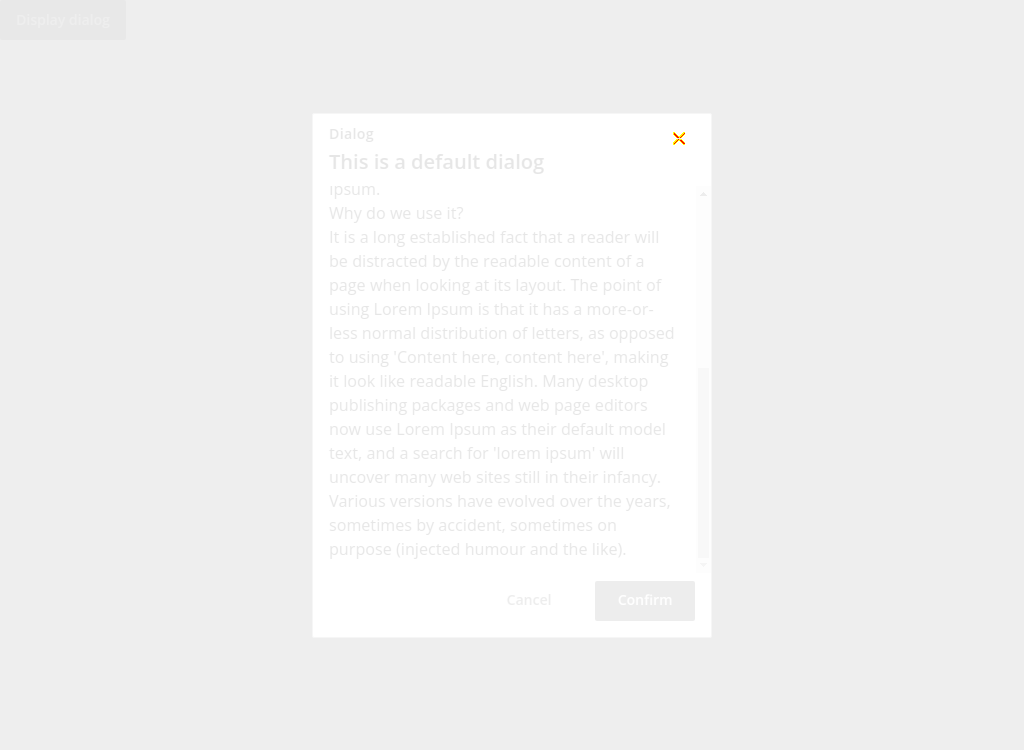 Display dialog
Dialog
This is a default dialog
ipsum.
Why do we use it?
It is a long established fact that a reader will
be distracted by the readable content of a
page when looking at its layout. The point of
using Lorem Ipsum is that it has a more-or-
less normal distribution of letters, as opposed
to using 'Content here, content here', making
it look like readable English. Many desktop
publishing packages and web page editors
now use Lorem Ipsum as their default model
text, and a search for 'lorem ipsum' will
uncover many web sites still in their infancy.
Various versions have evolved over the years,
sometimes by accident, sometimes on
purpose (injected humour and the like).
Cancel
Confirm